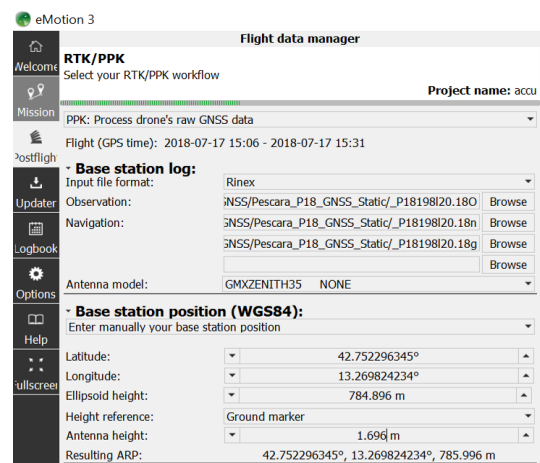 eMotion 3
Flight data manager
Welcome
RTK/PPK
Select your RTK/PPK workflow
Project name: accu
Mission
PPK: Process drone's raw GNSS data
Flight (GPS time): 2018-07-17 15:06 - 2018-07-17 15:31
Postfligh
Base station log:
Input file format: Rinex
Updater
Observation: GNSS/Pescara_P18_GNSS_Static/_P18198l20.18O Browse
Navigation: GNSS/Pescara_P18_GNSS_Static/_P18198l20.18n Browse
Logbook
GNSS/Pescara_P18_GNSS_Static/_P18198l20.18g Browse
Browse
Options
Antenna model: GMXZENITH35 NONE
Base station position (WGS84):
Enter manually your base station position
Help
Latitude: 42.752296345°
Longitude: 13.269824234°
Fullscreen
Ellipsoid height: 784.896 m
Height reference: Ground marker
Antenna height: 1.696 m
Resulting ARP: 42.752296345°, 13.269824234°, 785.996 m